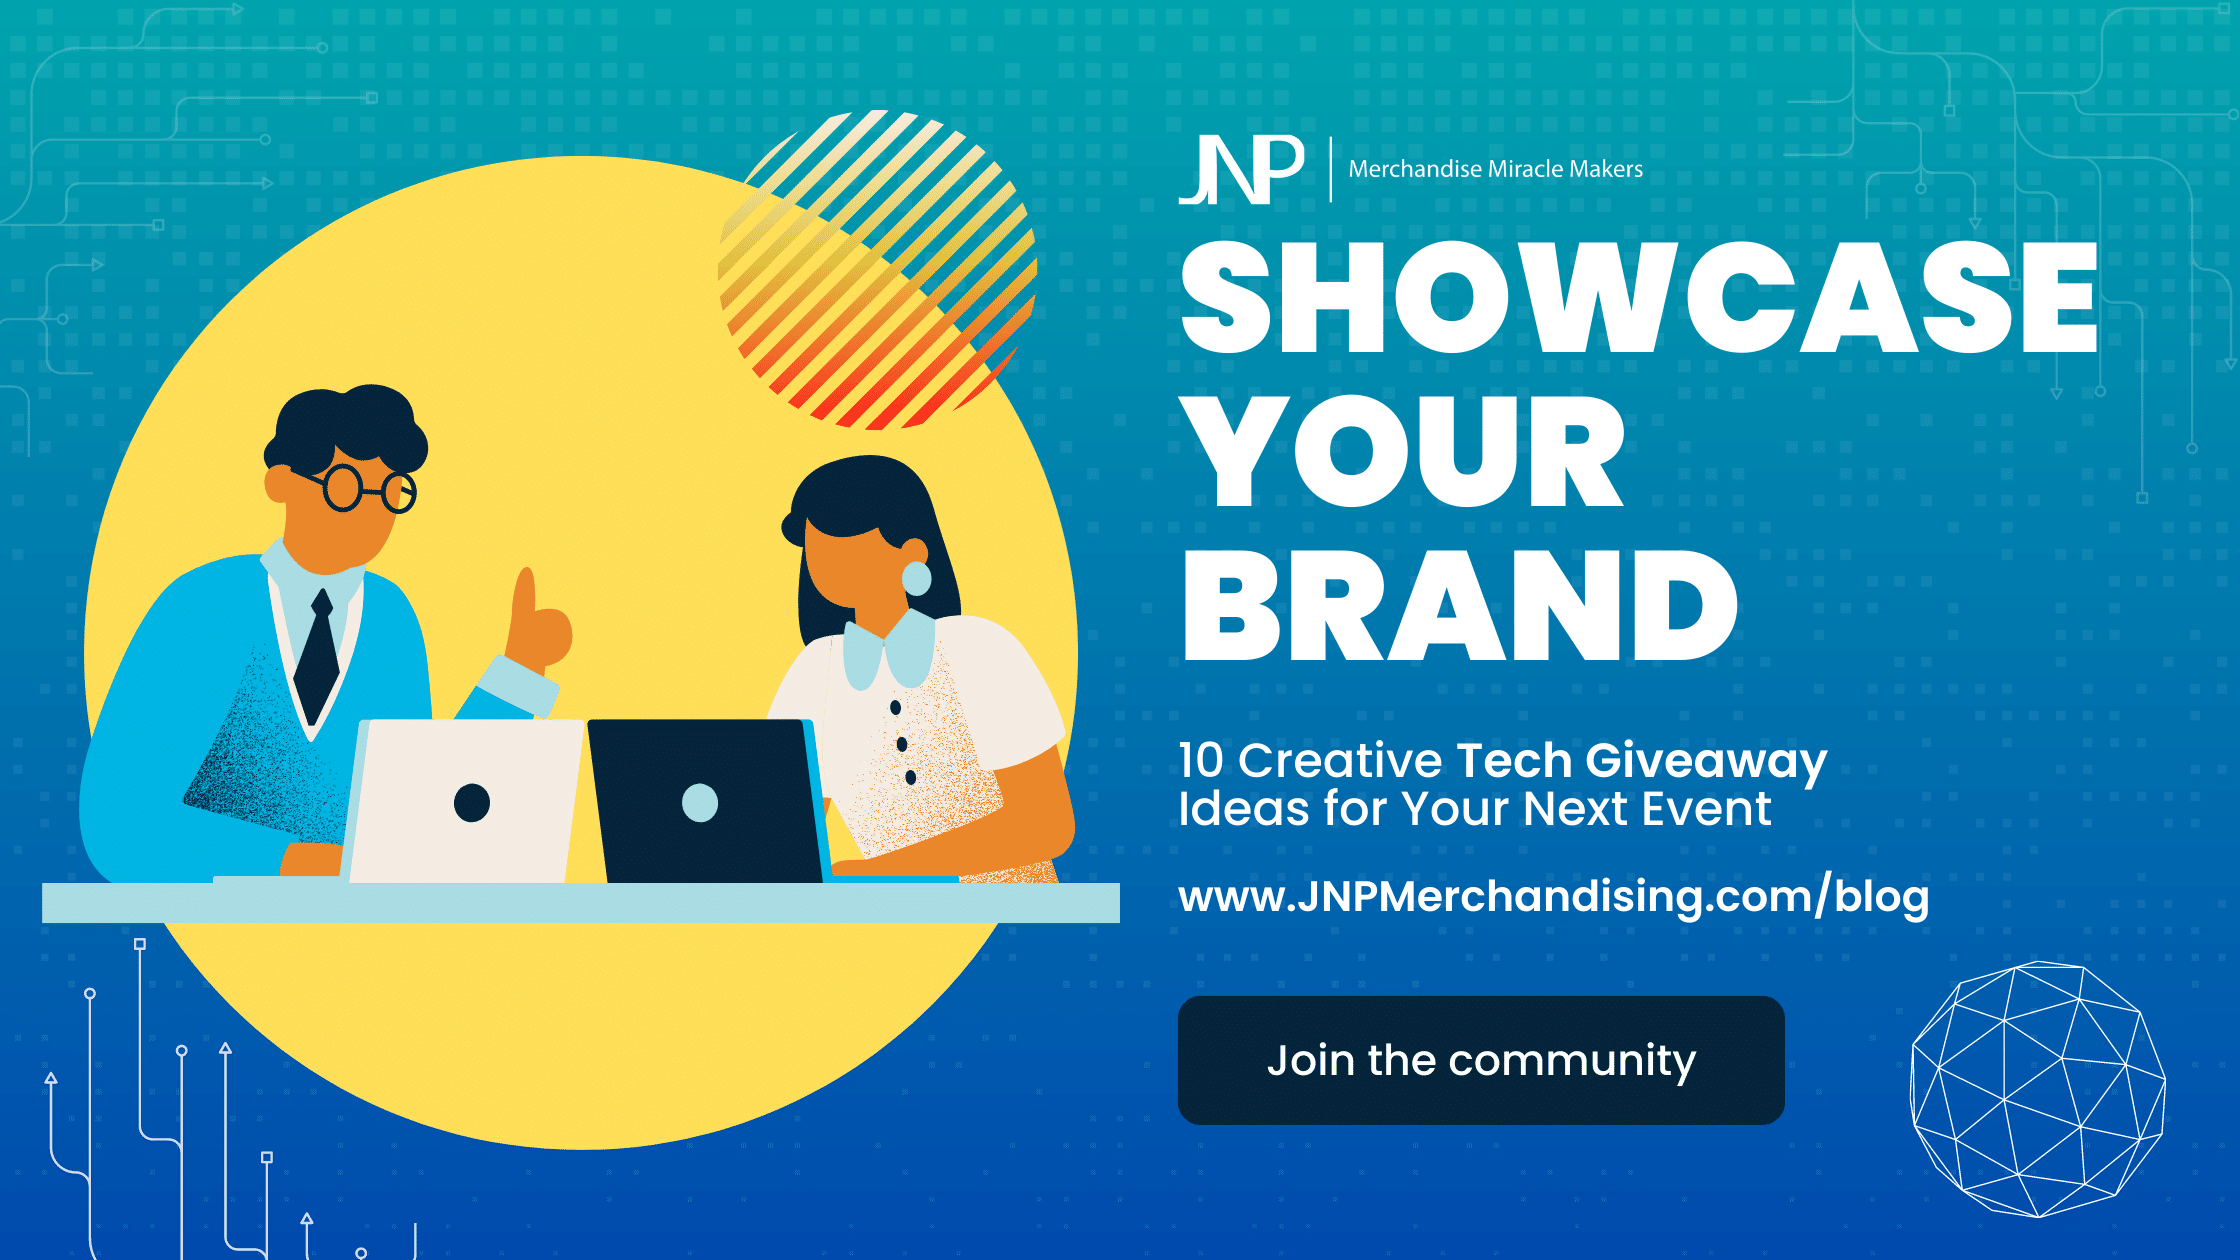 JNP | Merchandise Miracle Makers
SHOWCASE
YOUR
BRAND
10 Creative Tech Giveaway
Ideas for Your Next Event
www.JNPMerchandising.com/blog
Join the community